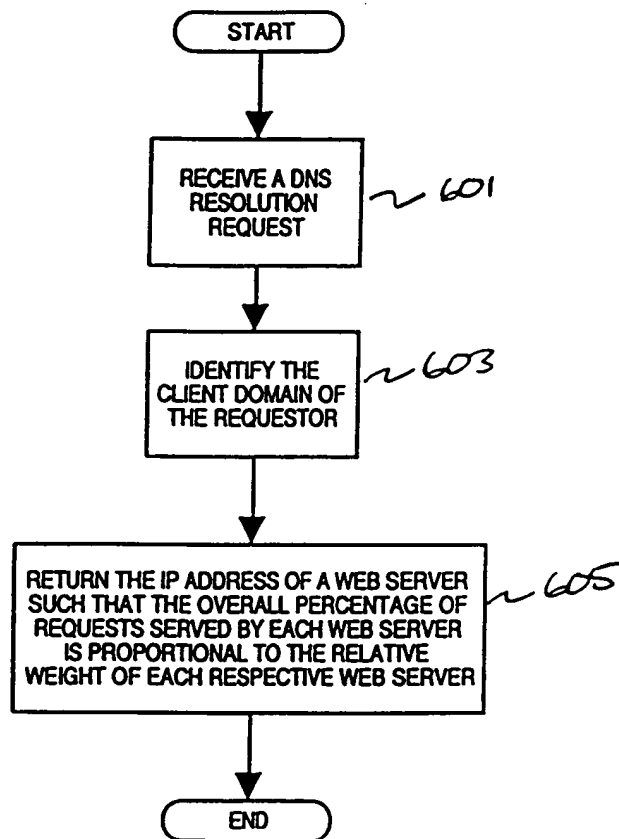 START
RECEIVE A DNS
RESOLUTION
REQUEST
601
IDENTIFY THE
CLIENT DOMAIN OF
THE REQUESTOR
603
RETURN THE IP ADDRESS OF A WEB SERVER
SUCH THAT THE OVERALL PERCENTAGE OF
REQUESTS SERVED BY EACH WEB SERVER
IS PROPORTIONAL TO THE RELATIVE
WEIGHT OF EACH RESPECTIVE WEB SERVER
605
END